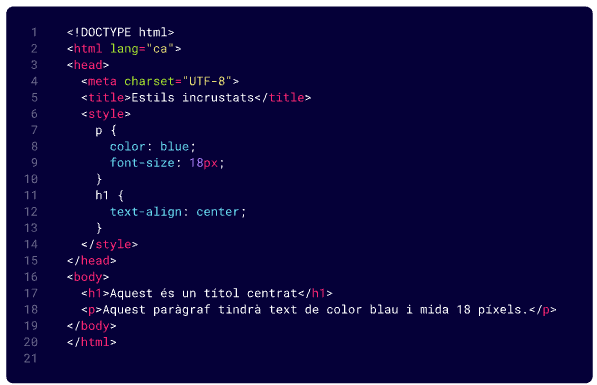 1 <!DOCTYPE html>
2 <html lang="ca">
3 <head>
4 <meta charset="UTF-8">
5 <title>Estils incrustats</title>
6 <style>
7 p {
8 color: blue;
9 font-size: 18px;
10 }
11 h1 {
12 text-align: center;
13 }
14 </style>
15 </head>
16 <body>
17 <h1>Aquest és un títol centrat</h1>
18 <p>Aquest paràgraf tindrà text de color blau i mida 18 píxels.</p>
19 </body>
20 </html>
21